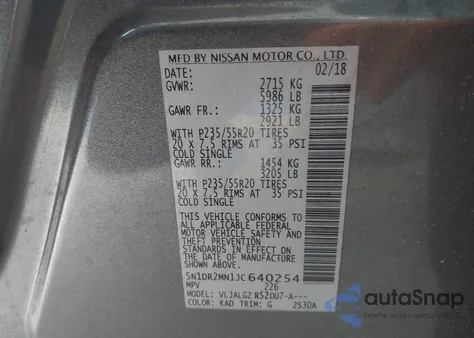 MFD BY NISSAN MOTOR CO., LTD.
DATE: 02/18
GVWR: 2715 KG
5986 LB
GAWR FR.: 1325 KG
2921 LB
WITH P235/55R20 TIRES
20 X 7.5 RIMS AT 35 PSI
COLD SINGLE
GAWR RR.: 1454 KG
3205 LB
WITH P235/55R20 TIRES
20 X 7.5 RIMS AT 35 PSI
COLD SINGLE
THIS VEHICLE CONFORMS TO
ALL APPLICABLE FEDERAL
MOTOR VEHICLE SAFETY AND
THEFT PREVENTION
STANDARDS IN EFFECT ON
THE DATE OF MANUFACTURE
SHOWN ABOVE.
5N1DR2MN1JC640254
MPV 226
MODEL: VLJALGZ R52DU7-A---
COLOR: KAD TRIM: G 2S30A
autoSnap